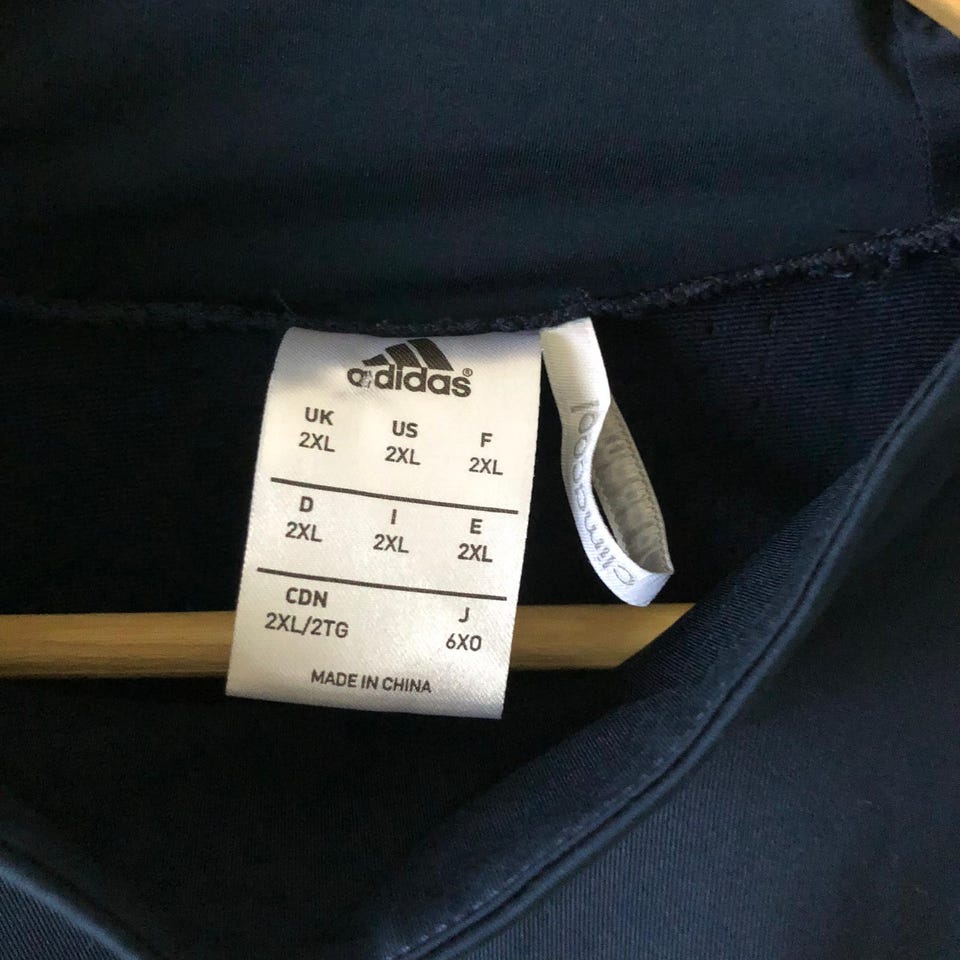 adidas®
UK US F
2XL 2XL 2XL
D I E
2XL 2XL 2XL
CDN J
2XL/2TG 6XO
MADE IN CHINA
climacool